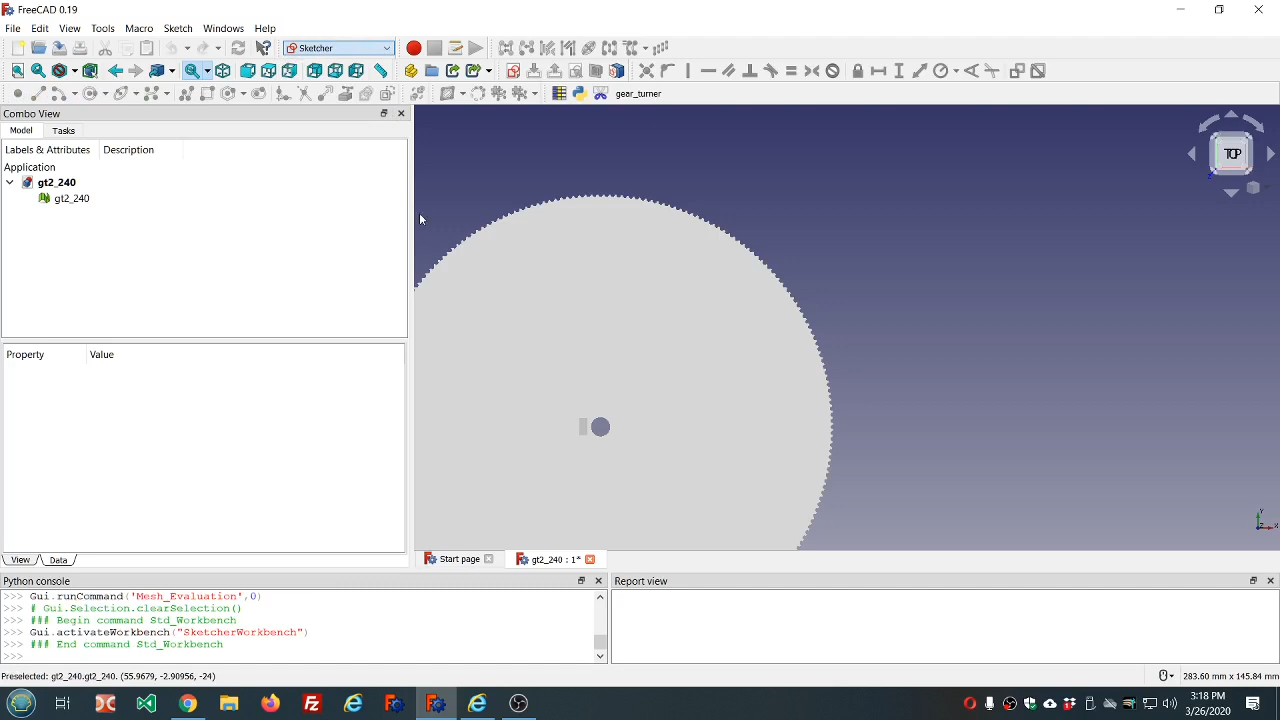 FreeCAD 0.19
File Edit View Tools Macro Sketch Windows Help
Sketcher
gear_turner
Combo View
Model Tasks
Labels & Attributes Description
Application
gt2_240
gt2_240
TOP
Property Value
View Data
Start page gt2_240 : 1*
Python console
>>> Gui.runCommand('Mesh_Evaluation',0)
>>> # Gui.Selection.clearSelection()
>>> ### Begin command Std_Workbench
>>> Gui.activateWorkbench("SketcherWorkbench")
>>> ### End command Std_Workbench
>>>
Report view
Preselected: gt2_240.gt2_240. (55.9679, -2.90956, -24)
283.60 mm x 145.84 mm
3:18 PM
3/26/2020